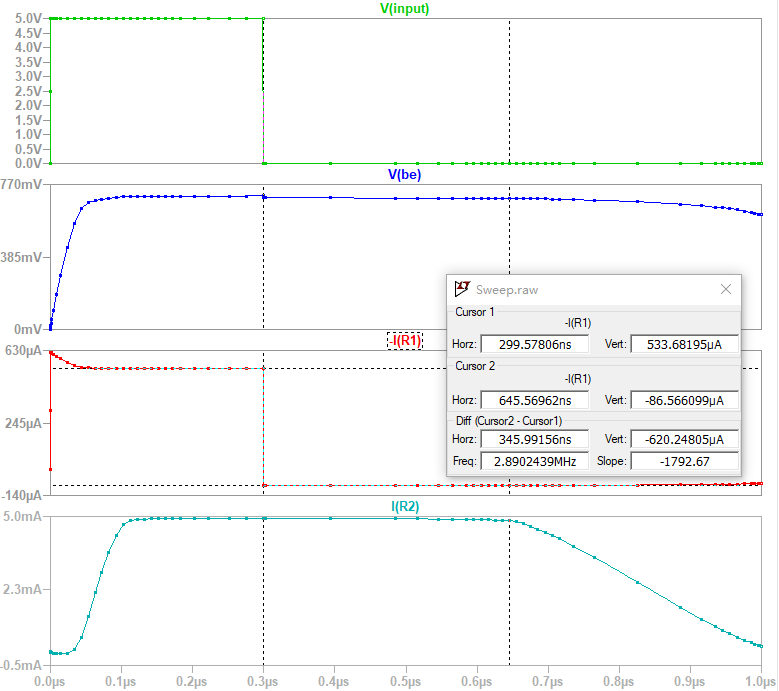 V(input)
5.0V
4.5V
4.0V
3.5V
3.0V
2.5V
2.0V
1.5V
1.0V
0.5V
0.0V
V(be)
770mV
385mV
0mV
-I(R1)
630µA
245µA
-140µA
Sweep.raw
Cursor 1
-I(R1)
Horz: 299.57806ns Vert: 533.68195µA
Cursor 2
-I(R1)
Horz: 645.56962ns Vert: -86.566099µA
Diff (Cursor2 - Cursor1)
Horz: 345.99156ns Vert: -620.24805µA
Freq: 2.8902439MHz Slope: -1792.67
I(R2)
5.0mA
2.3mA
-0.5mA
0.0µs 0.1µs 0.2µs 0.3µs 0.4µs 0.5µs 0.6µs 0.7µs 0.8µs 0.9µs 1.0µs